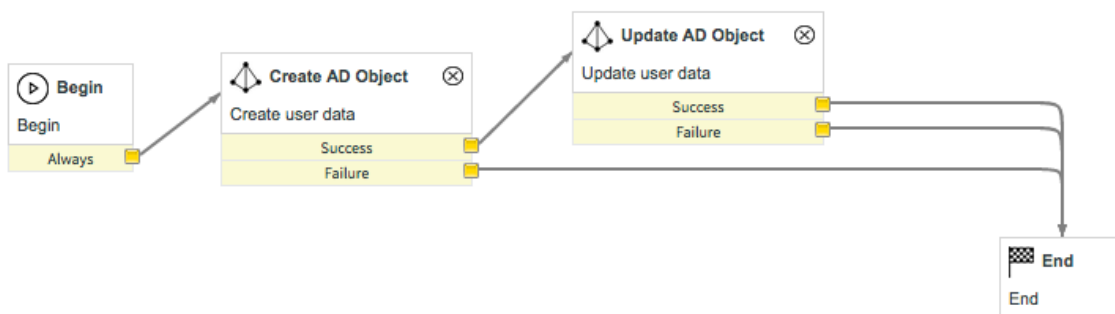 Begin
Begin
Always
Create AD Object
Create user data
Success
Failure
Update AD Object
Update user data
Success
Failure
End
End